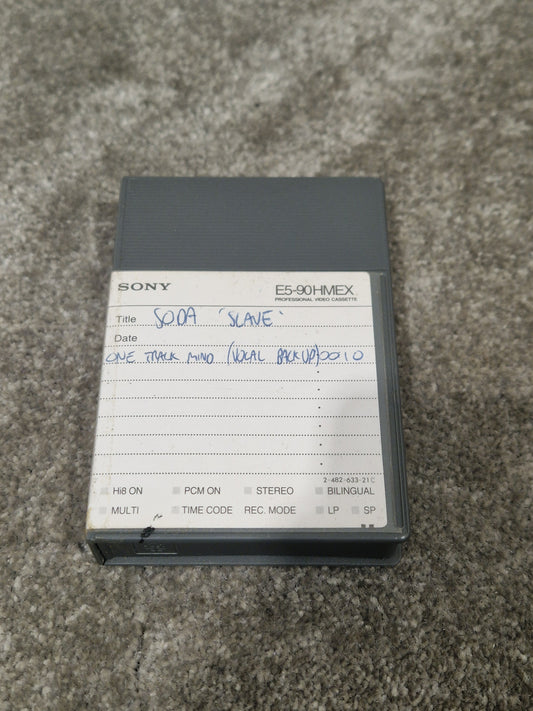 SONY E5-90HMEX
PROFESSIONAL VIDEO CASSETTE
Title SODA 'SLAVE'
Date
ONE TRACK MIND (VOCAL BACKUP) 0010
2-482-633-21C
Hi8 ON PCM ON STEREO BILINGUAL
MULTI TIME CODE REC. MODE LP SP